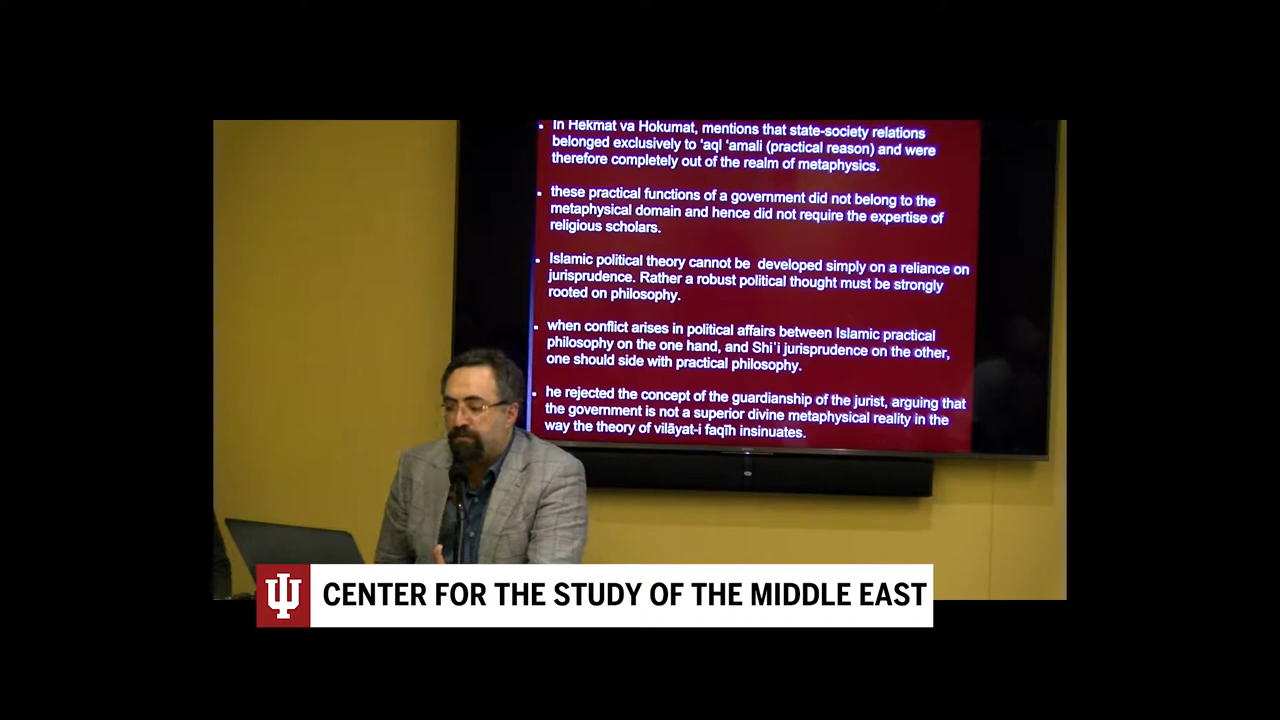 In Hekmat va Hokumat, mentions that state-society relations
belonged exclusively to 'aql 'amali (practical reason) and were
therefore completely out of the realm of metaphysics.
these practical functions of a government did not belong to the
metaphysical domain and hence did not require the expertise of
religious scholars.
Islamic political theory cannot be developed simply on a reliance on
jurisprudence. Rather a robust political thought must be strongly
rooted on philosophy.
when conflict arises in political affairs between Islamic practical
philosophy on the one hand, and Shi'i jurisprudence on the other,
one should side with practical philosophy.
he rejected the concept of the guardianship of the jurist, arguing that
the government is not a superior divine metaphysical reality in the
way the theory of vilāyat-i faqīh insinuates.
CENTER FOR THE STUDY OF THE MIDDLE EAST